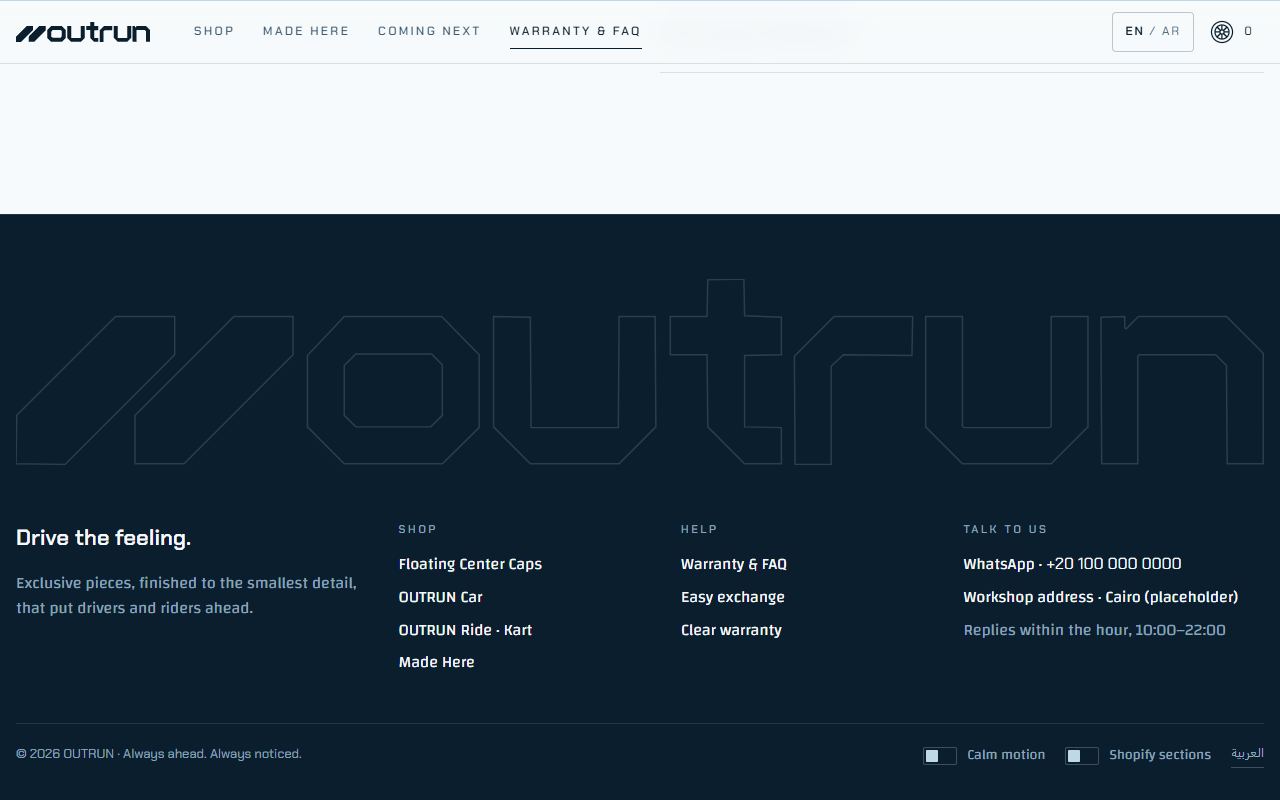 outrun
SHOP
MADE HERE
COMING NEXT
WARRANTY & FAQ
EN / AR
0
outrun
Drive the feeling.
Exclusive pieces, finished to the smallest detail,
that put drivers and riders ahead.
SHOP
Floating Center Caps
OUTRUN Car
OUTRUN Ride · Kart
Made Here
HELP
Warranty & FAQ
Easy exchange
Clear warranty
TALK TO US
WhatsApp · +20 100 000 0000
Workshop address · Cairo (placeholder)
Replies within the hour, 10:00–22:00
© 2026 OUTRUN · Always ahead. Always noticed.
Calm motion
Shopify sections
العربية